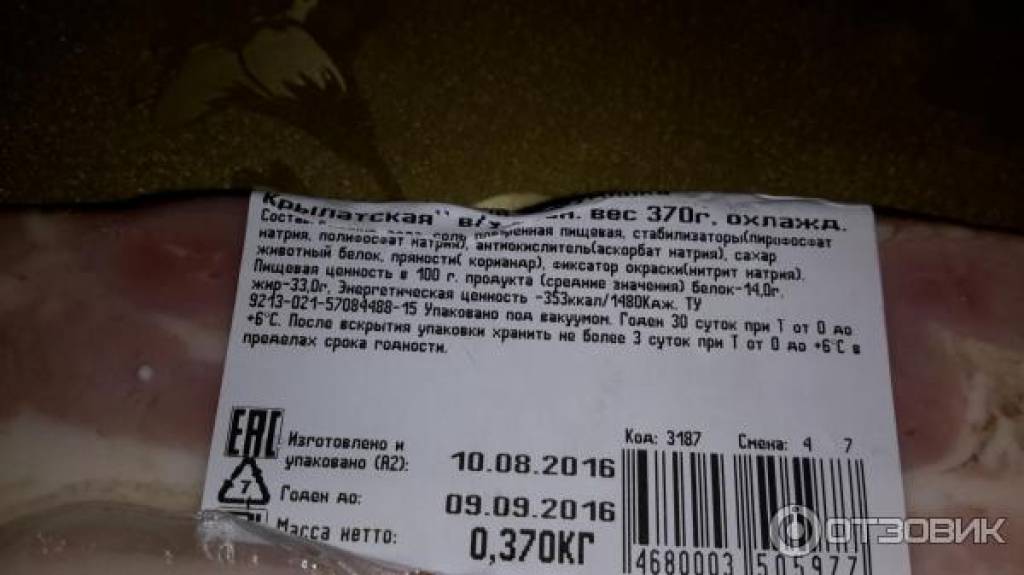 Крылатская" в/у вес 370г. охлажд.
Состав соль поваренная пищевая, стабилизаторы(пирофосфат
натрия, полифосфат натрия), антиокислитель(аскорбат натрия), сахар
животный белок, пряности( кориандр), фиксатор окраски(нитрит натрия).
Пищевая ценность в 100 г. продукта (средние значения) белок-14,0г.
жир-33,0г. Энергетическая ценность -353ккал/1480Кдж. ТУ
9213-021-57084488-15 Упаковано под вакуумом. Годен 30 суток при Т от 0 до
+6°С. После вскрытия упаковки хранить не более 3 суток при Т от 0 до +6°С в
пределах срока годности.
Код: 3187 Смена: 4 7
EAC
Изготовлено и
упаковано (А2): 10.08.2016
7
Годен до: 09.09.2016
Масса нетто: 0,370КГ
4680003 505977
ОТЗОВИК